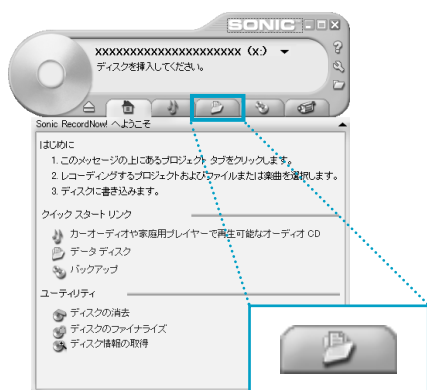 SONIC
xxxxxxxxxxxxxxxxxxxxx (x:)
ディスクを挿入してください。
Sonic RecordNow! へようこそ
はじめに
1. このメッセージの上にあるプロジェクト タブをクリックします。
2. レコーディングするプロジェクトおよびファイルまたは楽曲を選択します。
3. ディスクに書き込みます。
クイック スタート リンク
カーオーディオや家庭用プレイヤーで再生可能なオーディオ CD
データ ディスク
バックアップ
ユーティリティ
ディスクの消去
ディスクのファイナライズ
ディスク情報の取得